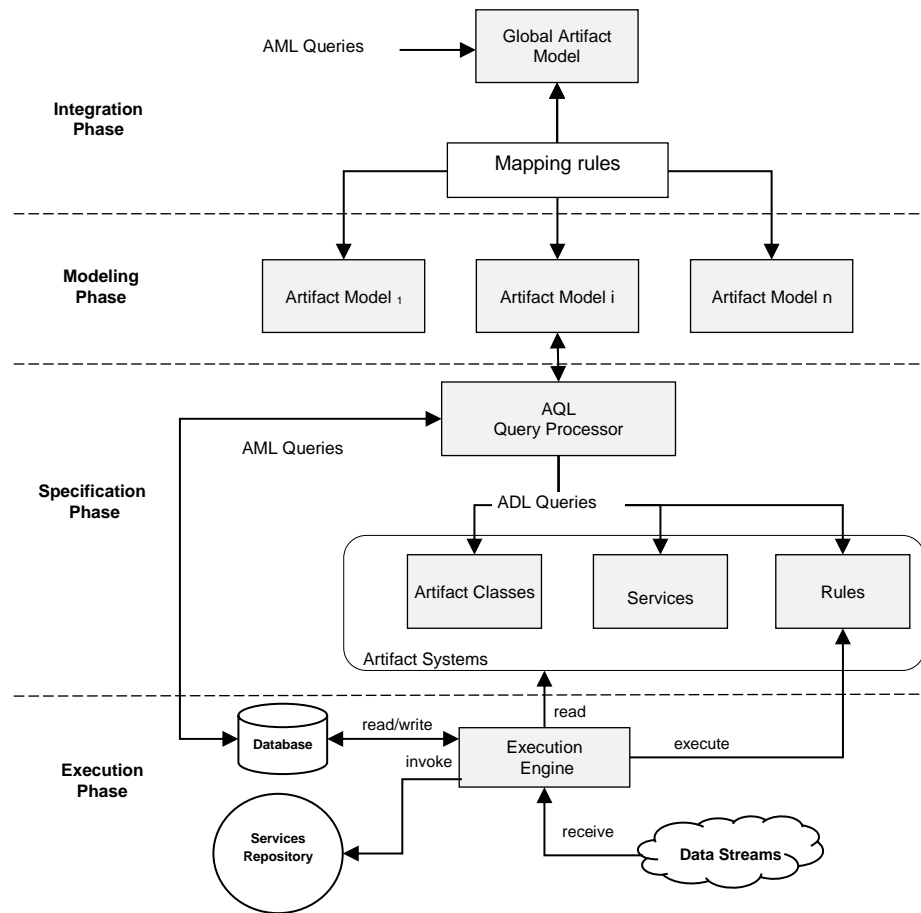 AML Queries
Global Artifact
Model
Integration
Phase
Mapping rules
Modeling
Phase
Artifact Model 1
Artifact Model i
Artifact Model n
AQL
Query Processor
AML Queries
Specification
Phase
ADL Queries
Artifact Classes
Services
Rules
Artifact Systems
read
Database
read/write
Execution
Engine
execute
invoke
Execution
Phase
Services
Repository
receive
Data Streams